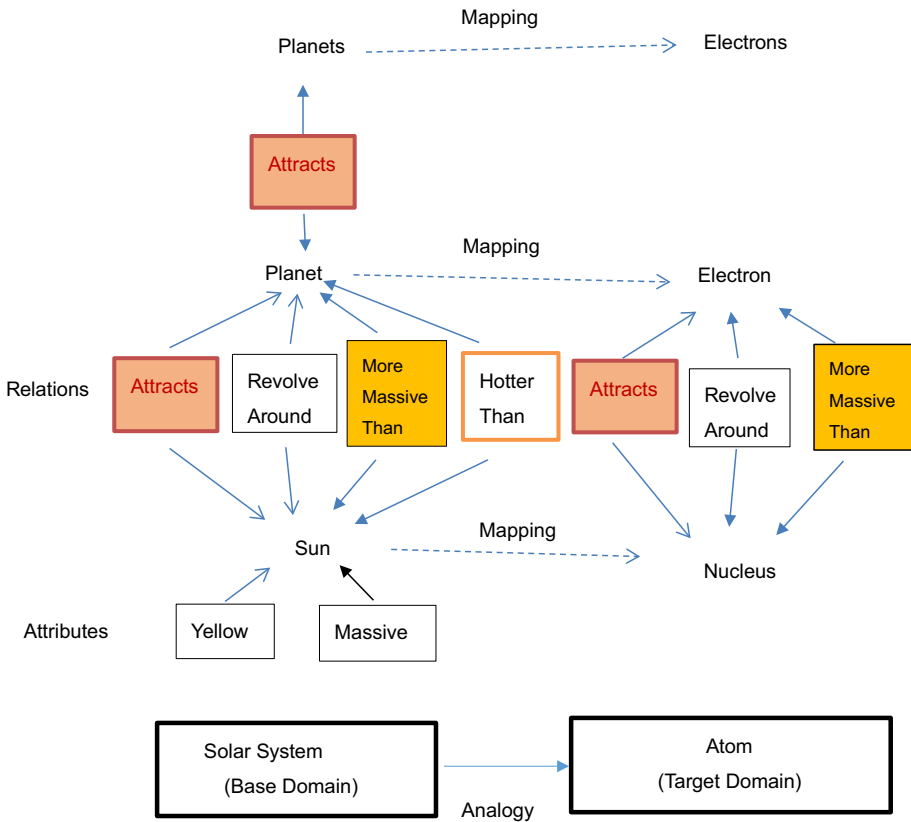 Mapping
Planets
Electrons
Attracts
Mapping
Planet
Electron
Relations
Attracts
Revolve
Around
More
Massive
Than
Hotter
Than
Attracts
Revolve
Around
More
Massive
Than
Mapping
Sun
Nucleus
Attributes
Yellow
Massive
Solar System
(Base Domain)
Analogy
Atom
(Target Domain)